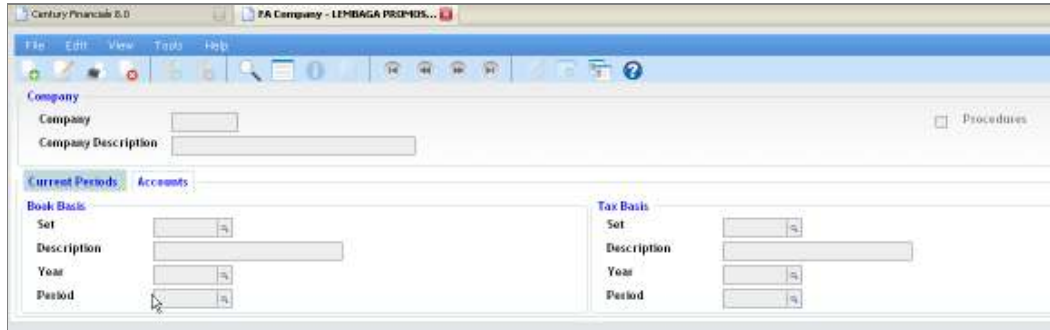 Century Financials 8.0
FA Company - LEMBAGA PROMOS...
File Edit View Tools Help
Company
Company
Procedures
Company Description
Current Periods Accounts
Book Basis
Tax Basis
Set
Set
Description
Description
Year
Year
Period
Period